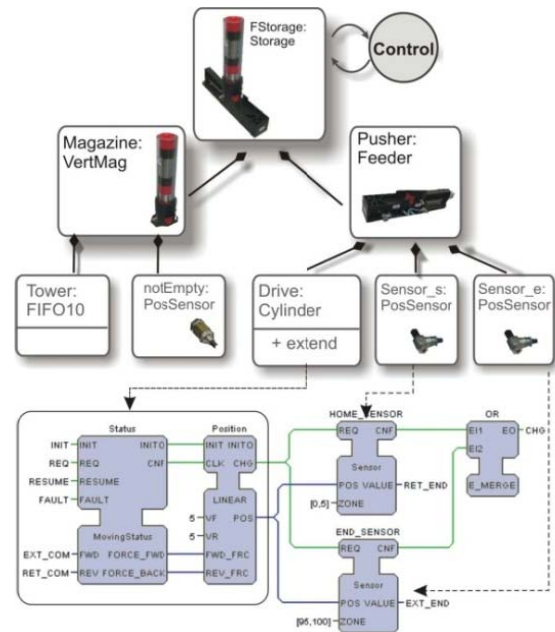 FStorage:
Storage
Control
Magazine:
VertMag
Pusher:
Feeder
Tower:
FIFO10
notEmpty:
PosSensor
Drive:
Cylinder
+ extend
Sensor_s:
PosSensor
Sensor_e:
PosSensor
Status
Position
HOME_SENSOR
OR
INIT INIT INITO INIT INITO
REQ REQ CNF CLK CHG
RESUME RESUME
FAULT FAULT
REQ CNF
EI1 EO CHG
EI2
MovingStatus
LINEAR
Sensor
E_MERGE
5 VF POS
5 VR
POS VALUE RET_END
[0,5] ZONE
EXT_COM FWD FORCE_FWD FWD_FRC
RET_COM REV FORCE_BACK REV_FRC
END_SENSOR
REQ CNF
Sensor
POS VALUE EXT_END
[95,100] ZONE